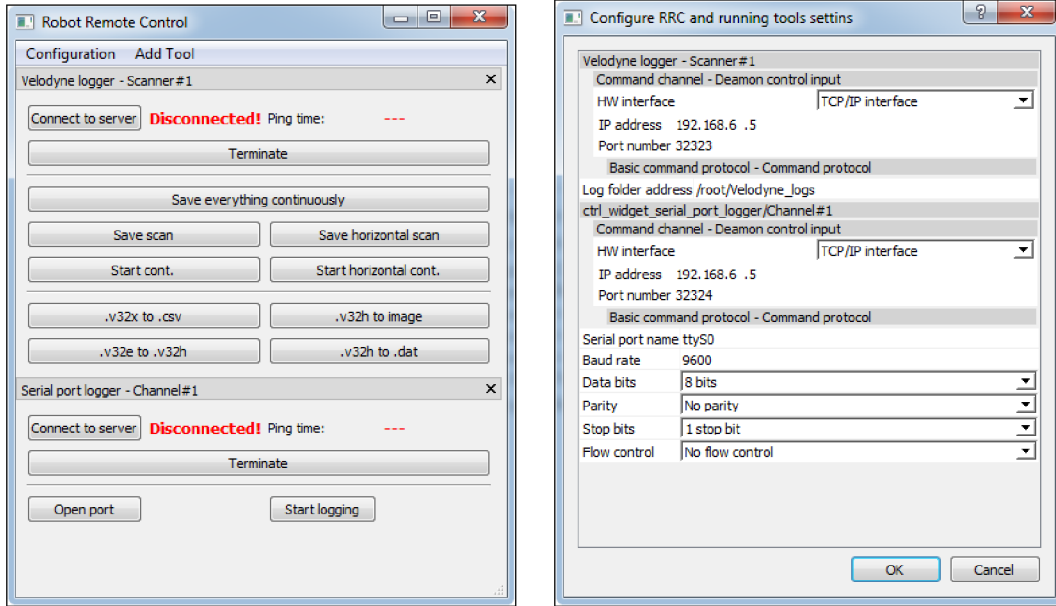 Robot Remote Control
Configuration Add Tool
Velodyne logger - Scanner#1
Connect to server Disconnected! Ping time: ---
Terminate
Save everything continuously
Save scan Save horizontal scan
Start cont. Start horizontal cont.
.v32x to .csv .v32h to image
.v32e to .v32h .v32h to .dat
Serial port logger - Channel#1
Connect to server Disconnected! Ping time: ---
Terminate
Open port Start logging
Configure RRC and running tools settins
Velodyne logger - Scanner#1
Command channel - Deamon control input
HW interface TCP/IP interface
IP address 192.168.6 .5
Port number 32323
Basic command protocol - Command protocol
Log folder address /root/Velodyne_logs
ctrl_widget_serial_port_logger/Channel#1
Command channel - Deamon control input
HW interface TCP/IP interface
IP address 192.168.6 .5
Port number 32324
Basic command protocol - Command protocol
Serial port name ttyS0
Baud rate 9600
Data bits 8 bits
Parity No parity
Stop bits 1 stop bit
Flow control No flow control
OK Cancel